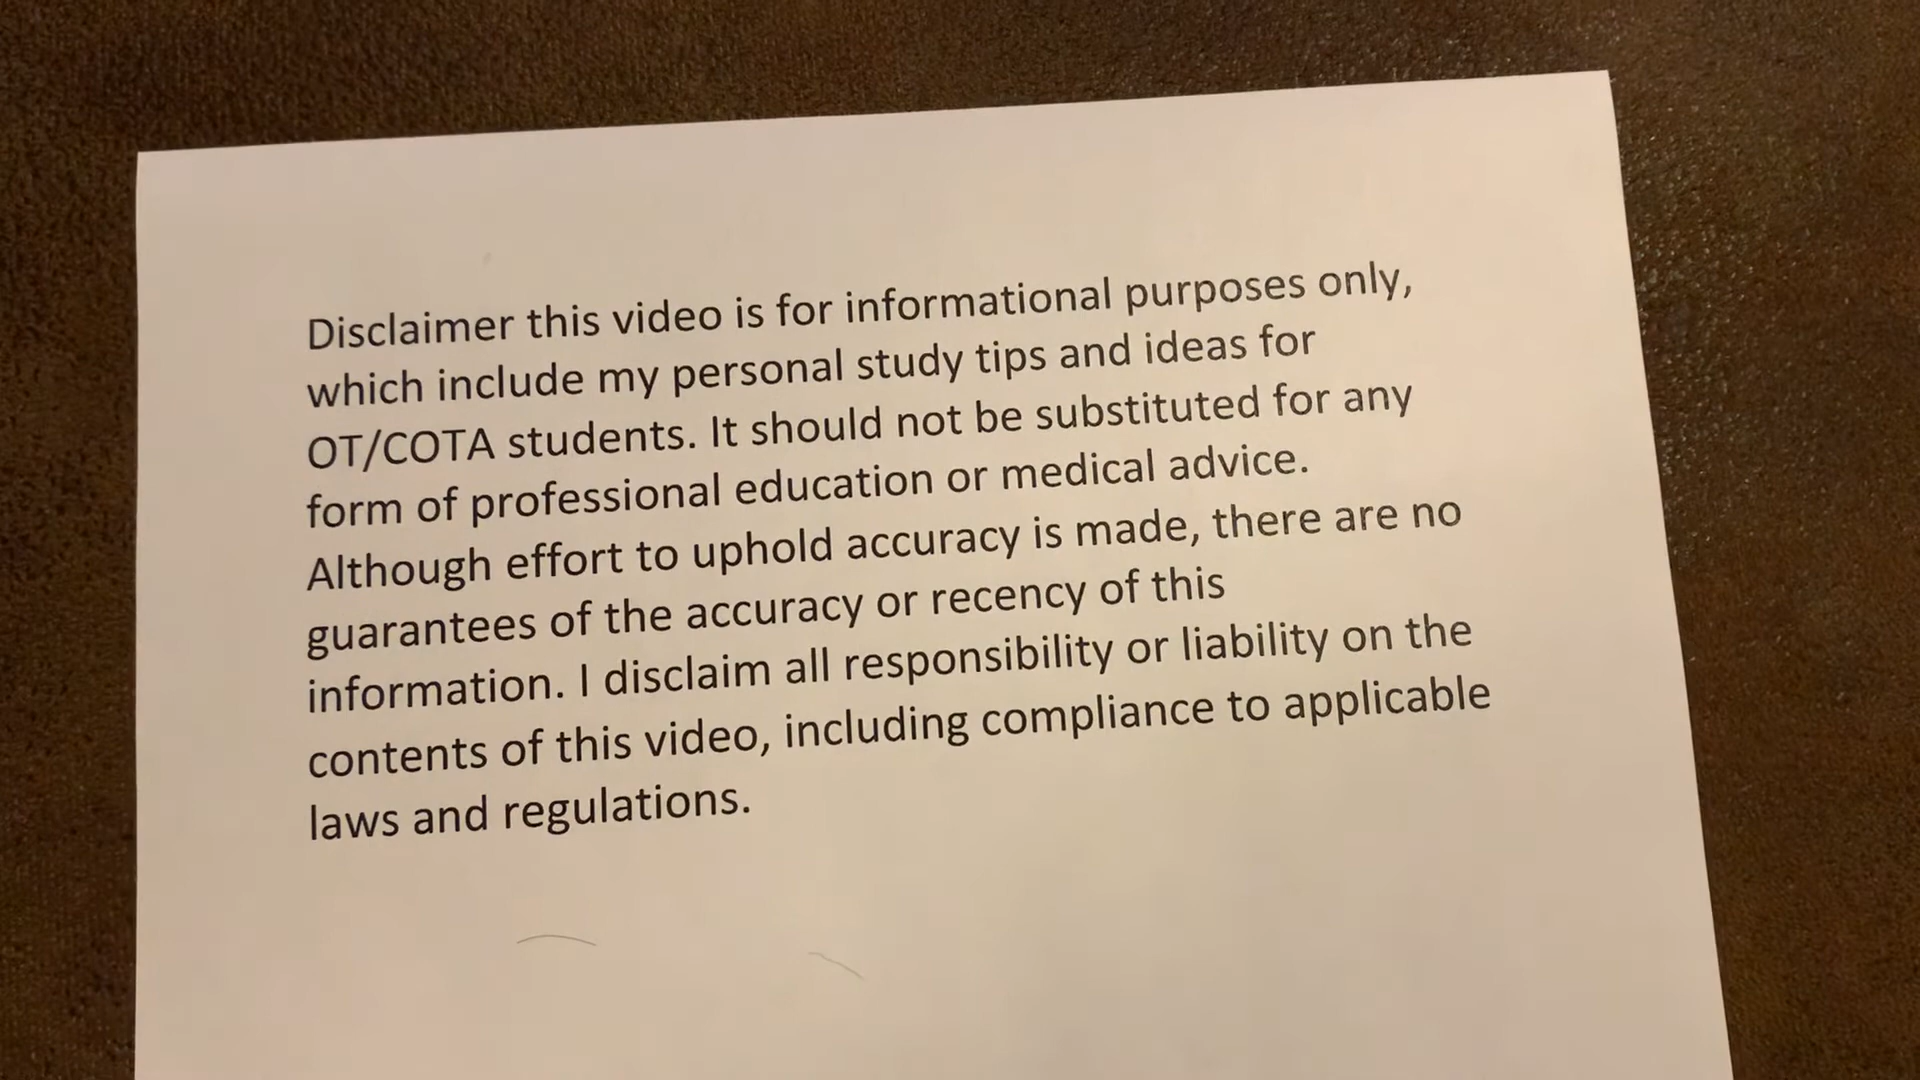 Disclaimer this video is for informational purposes only,
which include my personal study tips and ideas for
OT/COTA students. It should not be substituted for any
form of professional education or medical advice.
Although effort to uphold accuracy is made, there are no
guarantees of the accuracy or recency of this
information. I disclaim all responsibility or liability on the
contents of this video, including compliance to applicable
laws and regulations.